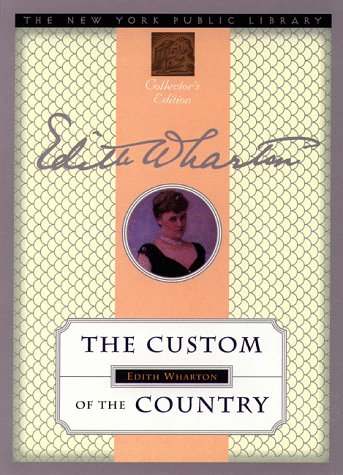 THE NEW YORK PUBLIC LIBRARY
Collector's
Edition
Edith Wharton
THE CUSTOM
EDITH WHARTON
OF THE COUNTRY